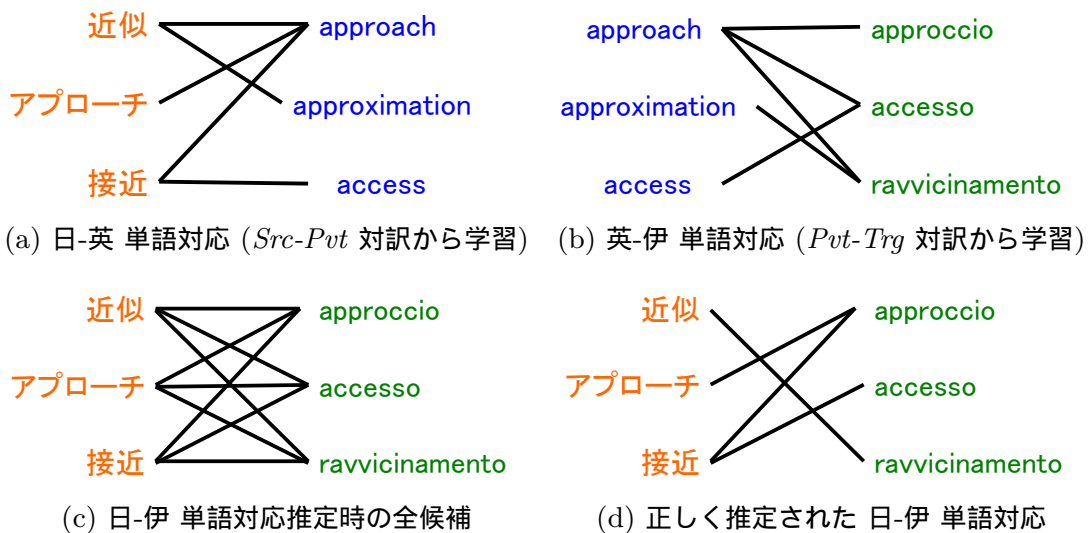 近似 approach
アプローチ approximation
接近 access
(a) 日-英 単語対応 (Src-Pvt 対訳から学習)
approach approccio
approximation accesso
access ravvicinamento
(b) 英-伊 単語対応 (Pvt-Trg 対訳から学習)
近似 approccio
アプローチ accesso
接近 ravvicinamento
(c) 日-伊 単語対応推定時の全候補
近似 approccio
アプローチ accesso
接近 ravvicinamento
(d) 正しく推定された 日-伊 単語対応